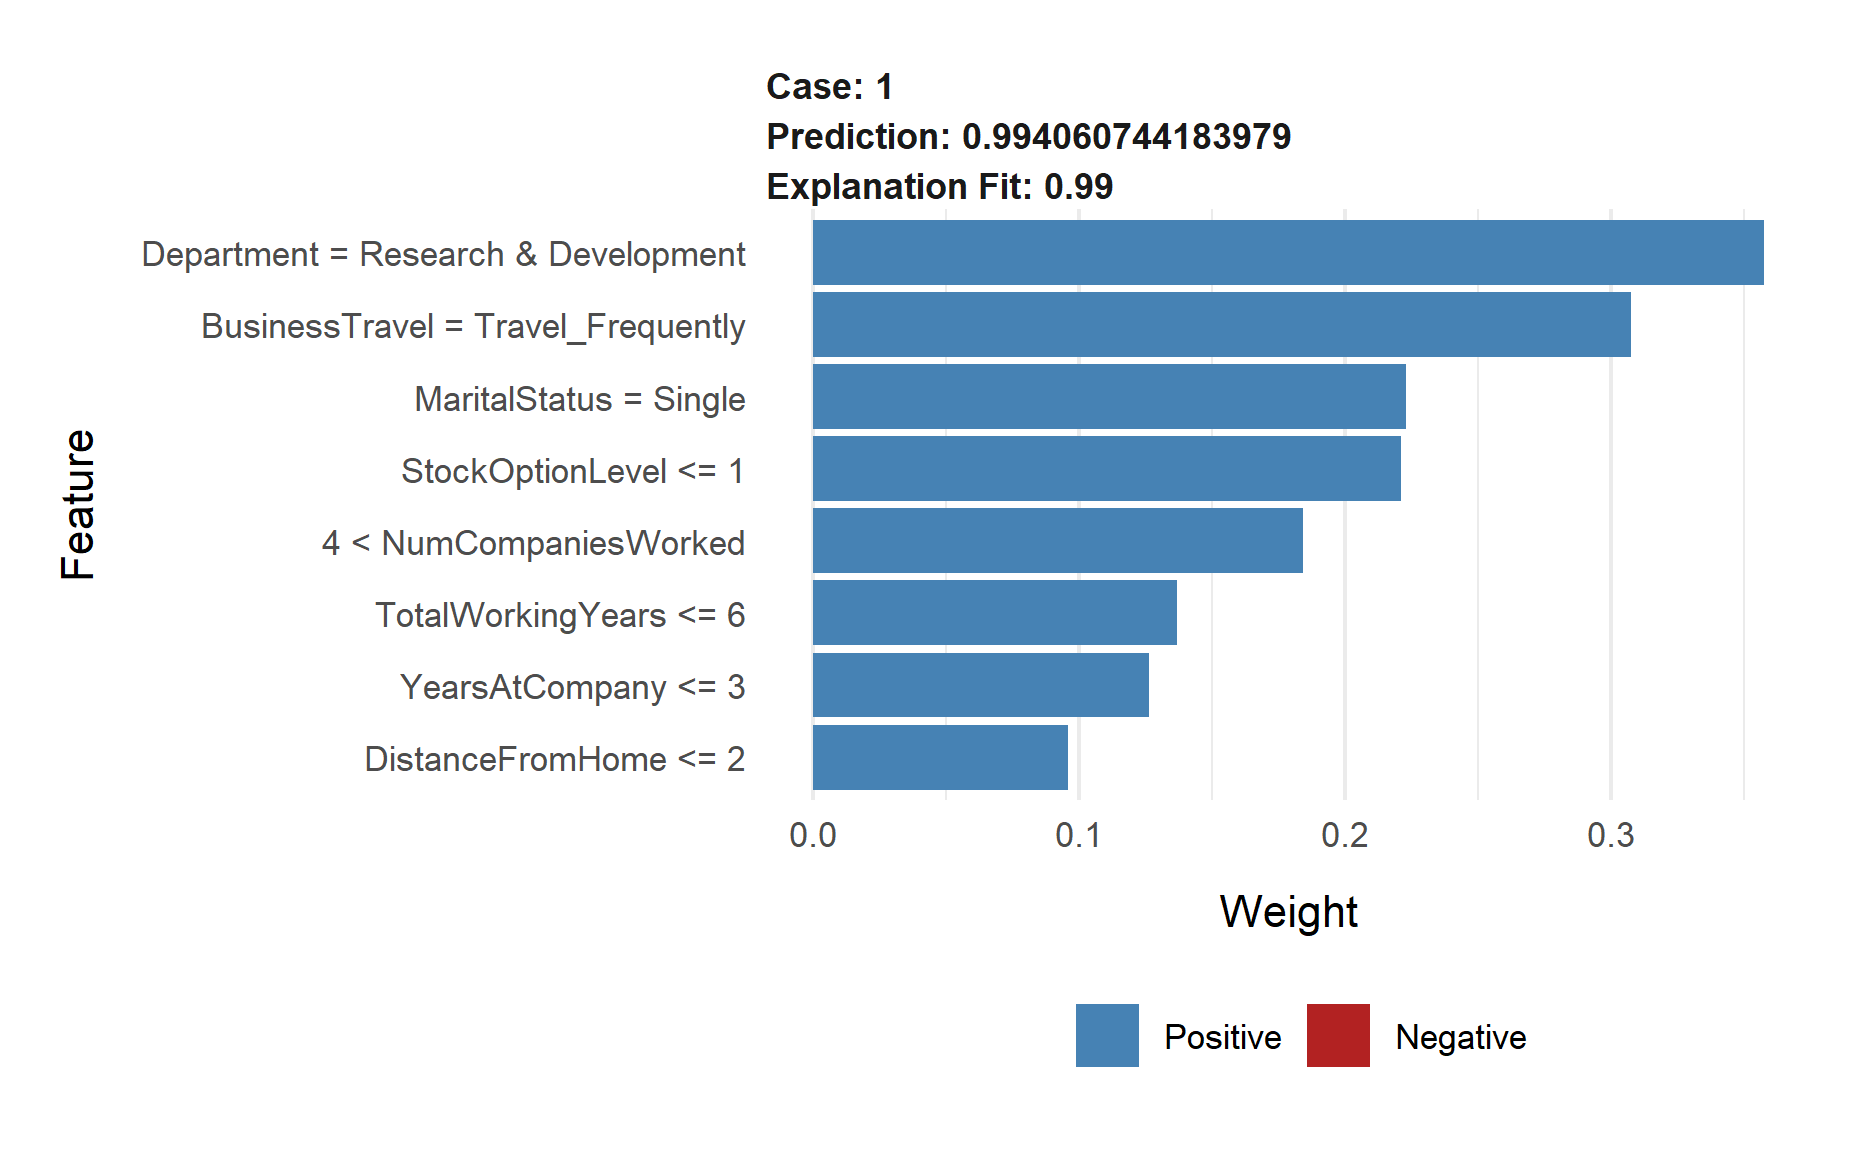 Case: 1
Prediction: 0.994060744183979
Explanation Fit: 0.99
Department = Research & Development
BusinessTravel = Travel_Frequently
MaritalStatus = Single
StockOptionLevel <= 1
4 < NumCompaniesWorked
TotalWorkingYears <= 6
YearsAtCompany <= 3
DistanceFromHome <= 2
Feature
0.0 0.1 0.2 0.3
Weight
Positive Negative